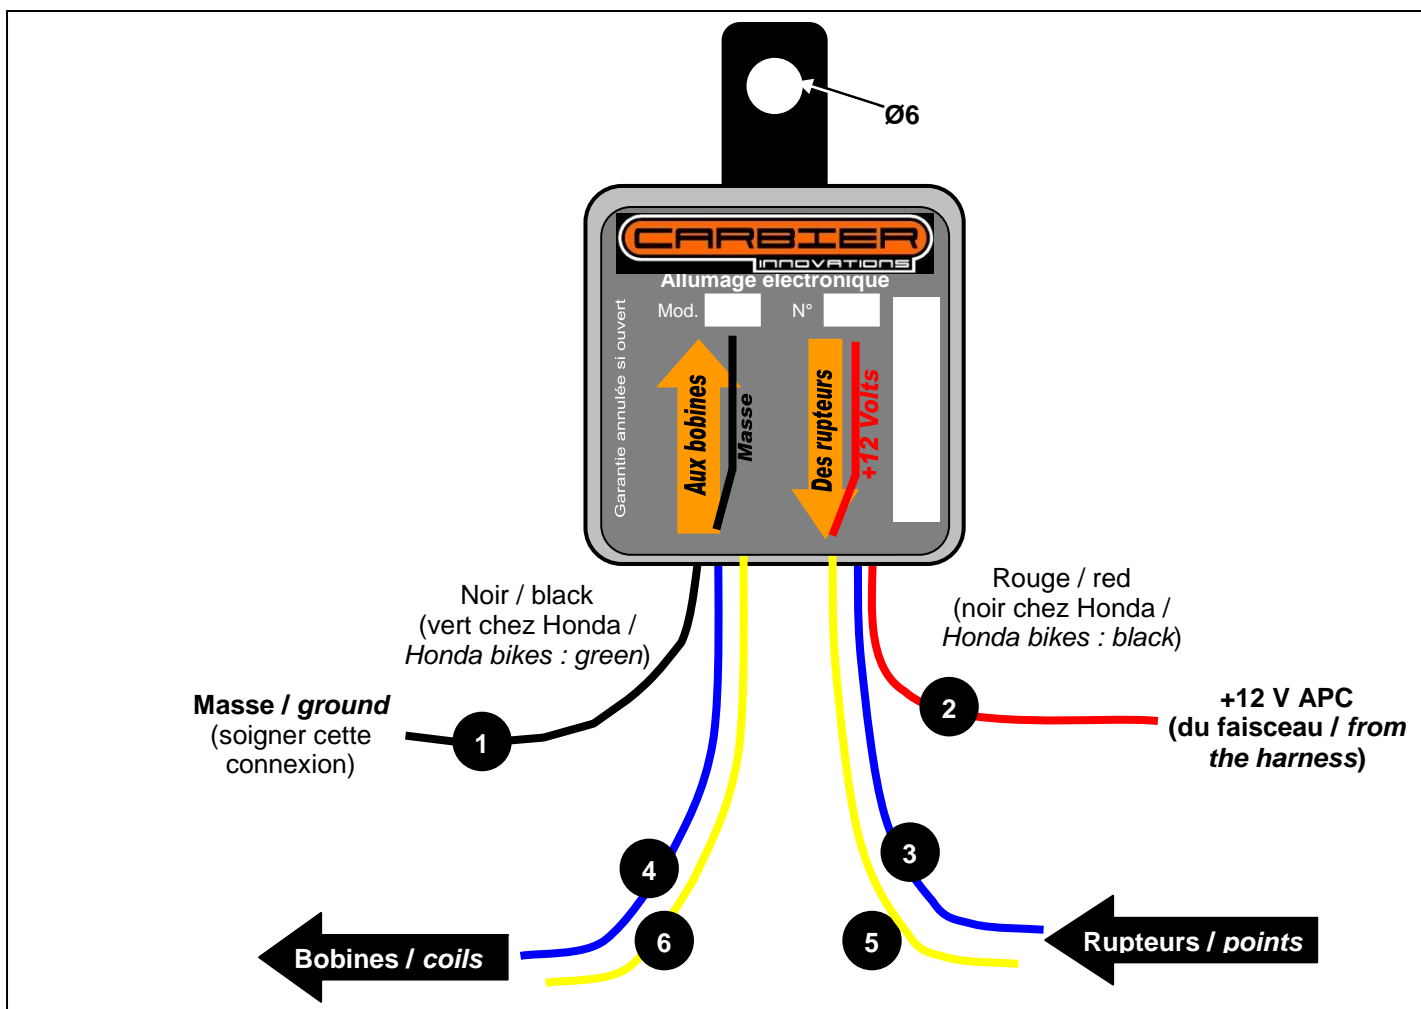 Ø6
CARBIER
INNOVATIONS
Allumage electronique
Mod.
N°
Garantie annulée si ouvert
Aux bobines
Masse
Des rupteurs
+12 Volts
Noir / black
(vert chez Honda /
Honda bikes : green)
Rouge / red
(noir chez Honda /
Honda bikes : black)
Masse / ground
(soigner cette
connexion)
1
2
+12 V APC
(du faisceau / from
the harness)
4
3
6
5
Bobines / coils
Rupteurs / points